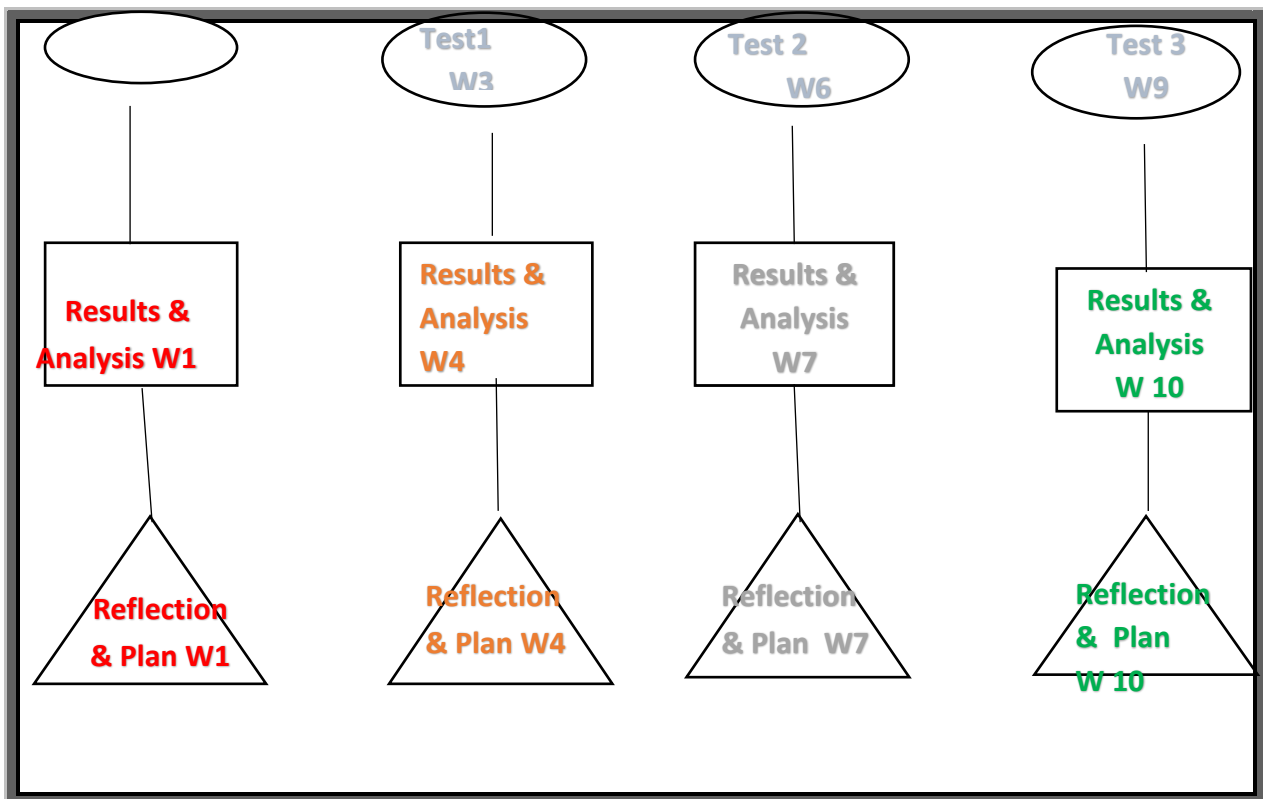 Test1
W3
Test 2
W6
Test 3
W9
Results &
Analysis W1
Results &
Analysis
W4
Results &
Analysis
W7
Results &
Analysis
W 10
Reflection
& Plan W1
Reflection
& Plan W4
Reflection
& Plan  W7
Reflection
&  Plan
W 10